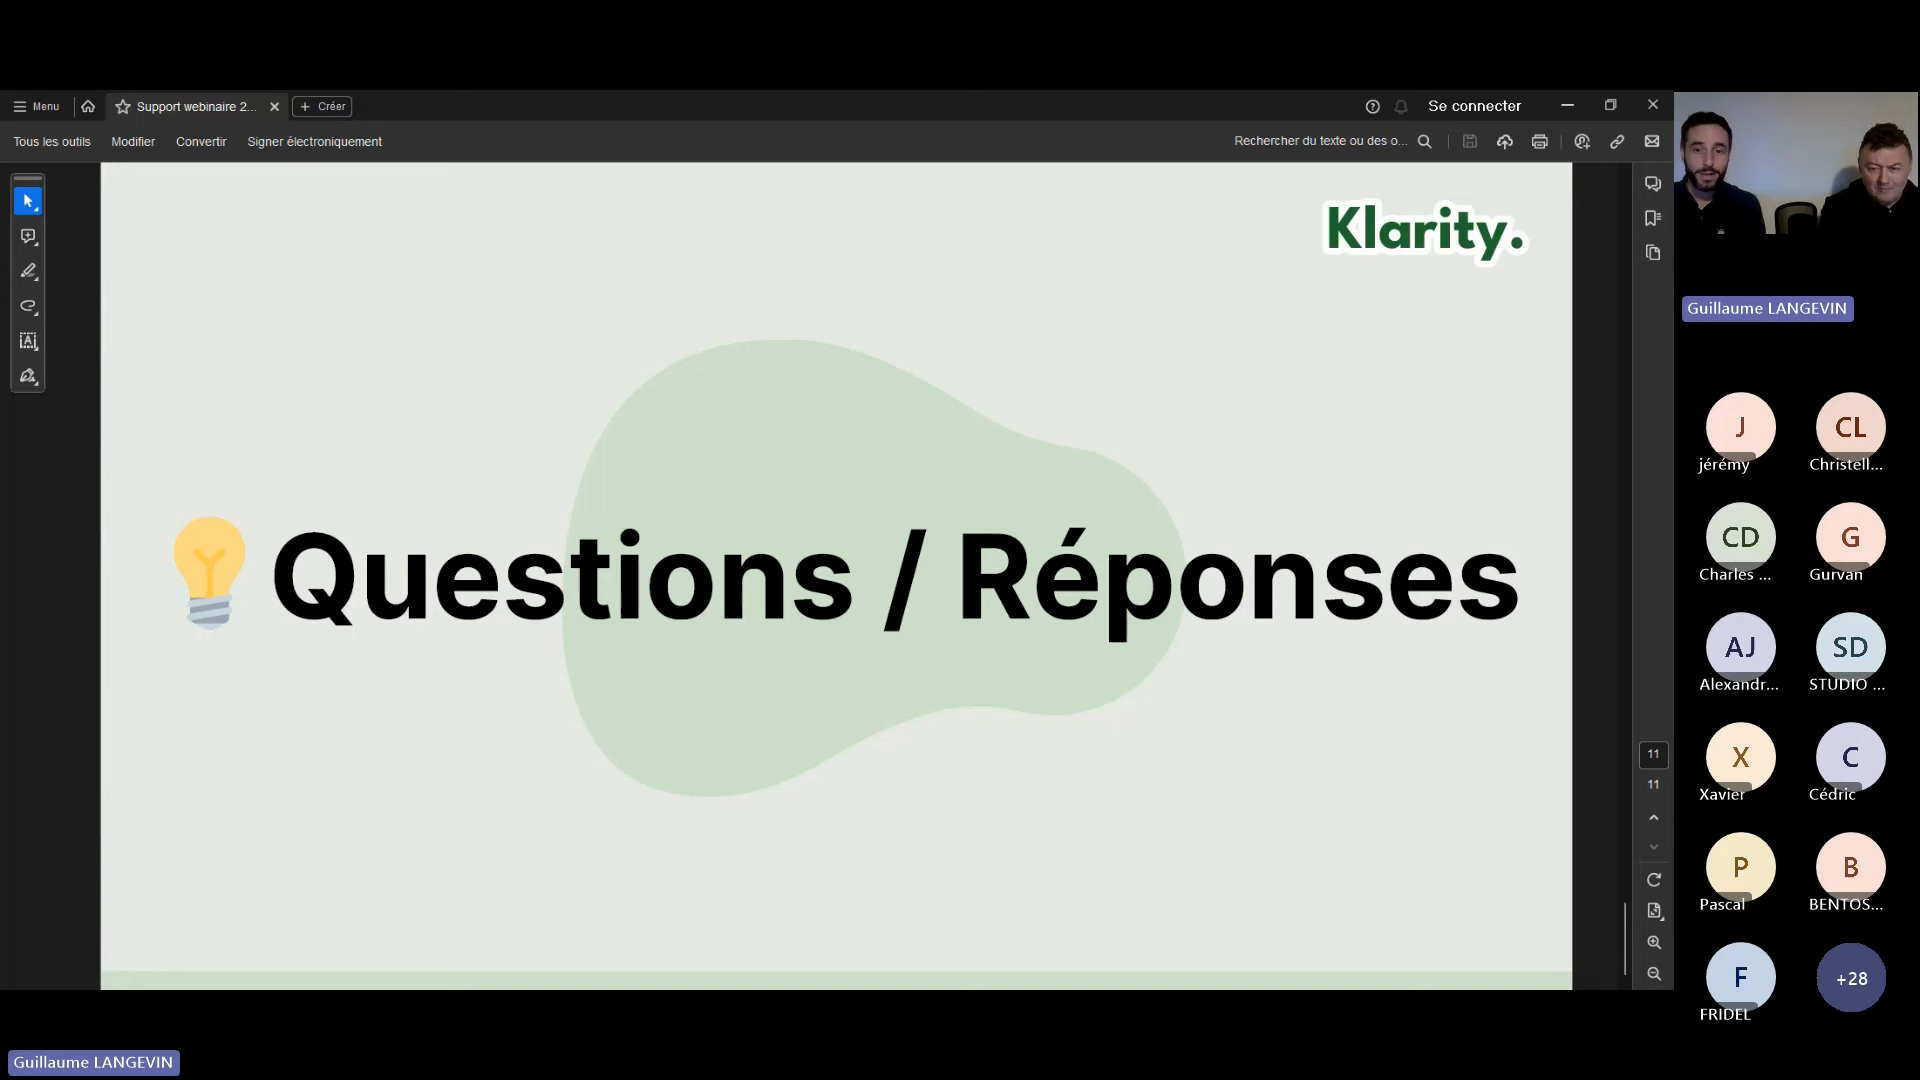 Menu
Support webinaire 2...
Créer
Se connecter
Tous les outils
Modifier
Convertir
Signer électroniquement
Rechercher du texte ou des o...
Klarity.
Questions / Réponses
11
11
Guillaume LANGEVIN
J
jérémy
CL
Christell...
CD
Charles ...
G
Gurvan
AJ
Alexandr...
SD
STUDIO ...
X
Xavier
C
Cédric
P
Pascal
B
BENTOS...
F
FRIDEL
+28
Guillaume LANGEVIN